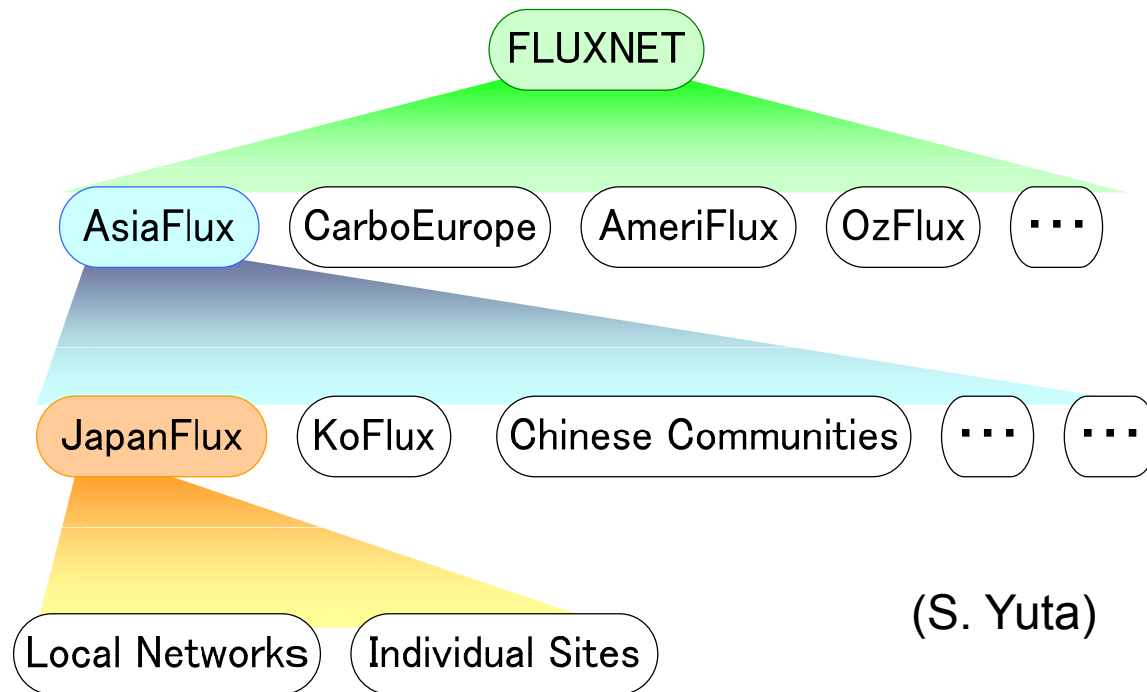 FLUXNET
AsiaFlux CarboEurope AmeriFlux OzFlux ...
JapanFlux KoFlux Chinese Communities ... ...
(S. Yuta)
Local Networks Individual Sites